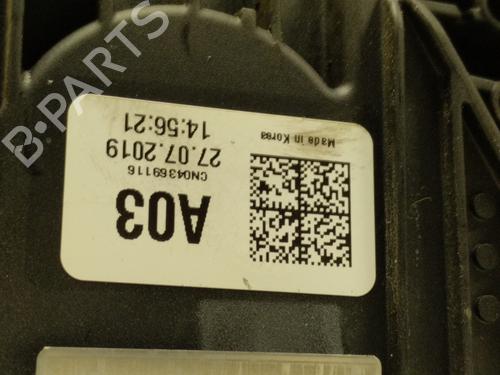 A03
CN04369116
27.07.2019
14:56:21
Made in Korea
B-PARTS